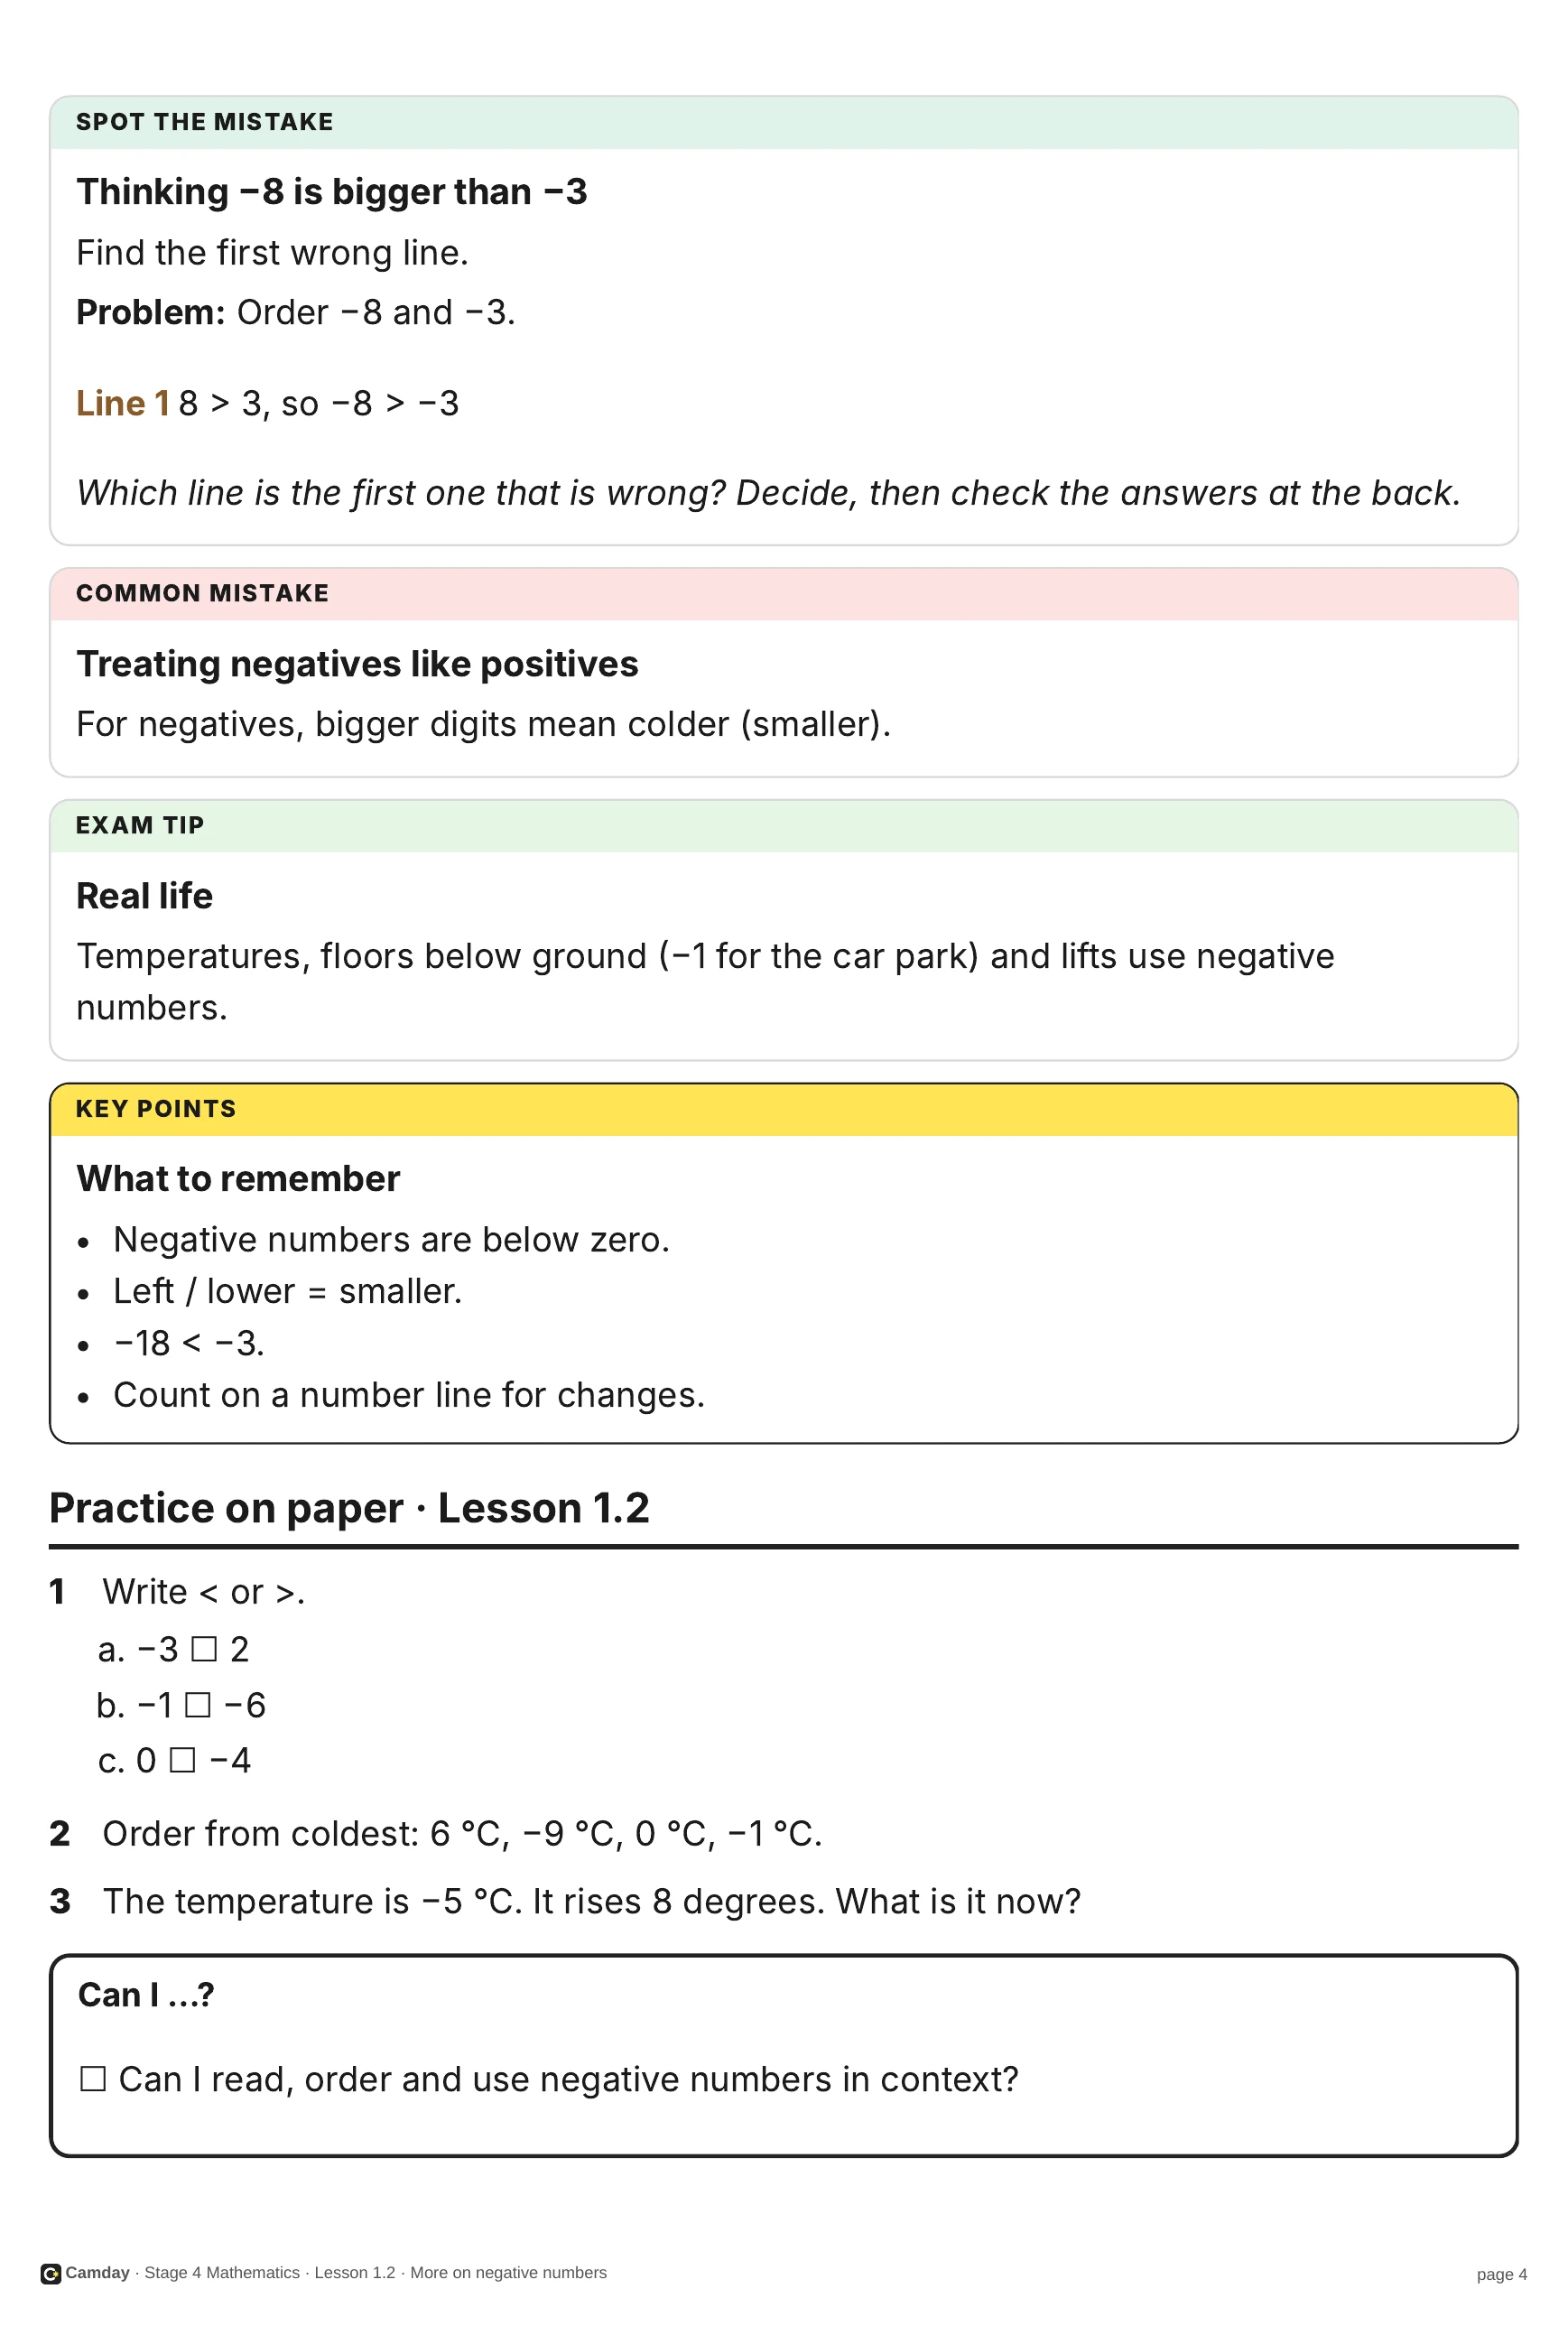 SPOT THE MISTAKE
Thinking −8 is bigger than −3
Find the first wrong line.
Problem: Order −8 and −3.
Line 1 8 > 3, so −8 > −3
Which line is the first one that is wrong? Decide, then check the answers at the back.
COMMON MISTAKE
Treating negatives like positives
For negatives, bigger digits mean colder (smaller).
EXAM TIP
Real life
Temperatures, floors below ground (−1 for the car park) and lifts use negative
numbers.
KEY POINTS
What to remember
• Negative numbers are below zero.
• Left / lower = smaller.
• −18 < −3.
• Count on a number line for changes.
Practice on paper · Lesson 1.2
1 Write < or >.
a. −3 □ 2
b. −1 □ −6
c. 0 □ −4
2 Order from coldest: 6 °C, −9 °C, 0 °C, −1 °C.
3 The temperature is −5 °C. It rises 8 degrees. What is it now?
Can I …?
□ Can I read, order and use negative numbers in context?
Camday · Stage 4 Mathematics · Lesson 1.2 · More on negative numbers
page 4